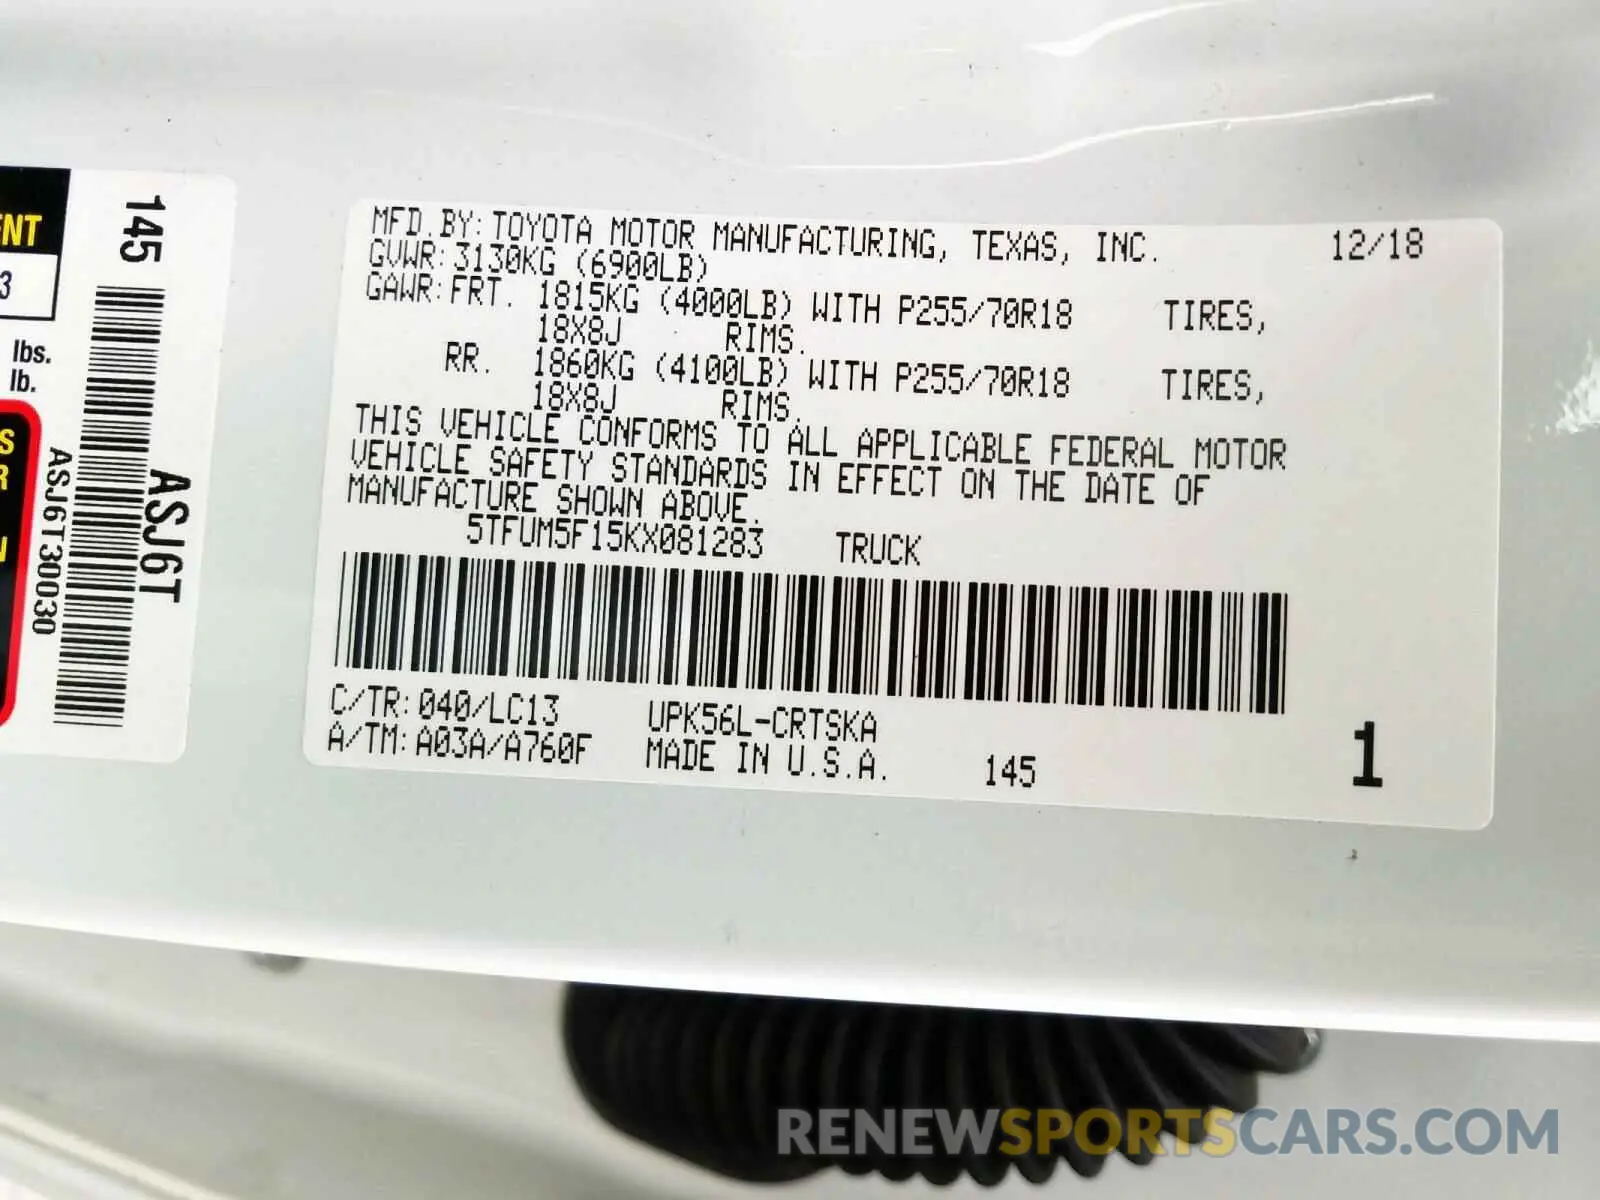 MFD.BY: TOYOTA MOTOR MANUFACTURING, TEXAS, INC. 12/18
GVWR: 3130KG (6900LB)
GAWR: FRT. 1815KG (4000LB) WITH P255/70R18 TIRES,
18X8J RIMS.
RR. 1860KG (4100LB) WITH P255/70R18 TIRES,
18X8J RIMS.
THIS VEHICLE CONFORMS TO ALL APPLICABLE FEDERAL MOTOR
VEHICLE SAFETY STANDARDS IN EFFECT ON THE DATE OF
MANUFACTURE SHOWN ABOVE.
5TFUM5F15KX081283 TRUCK
C/TR: 040/LC13 UPK56L-CRTSKA
A/TM: A03A/A760F MADE IN U.S.A. 145 1
145
ASJ6T
ASJ6T30030
ENT
3
lbs.
lb.
S
R
N
RENEWSPORTSCARS.COM